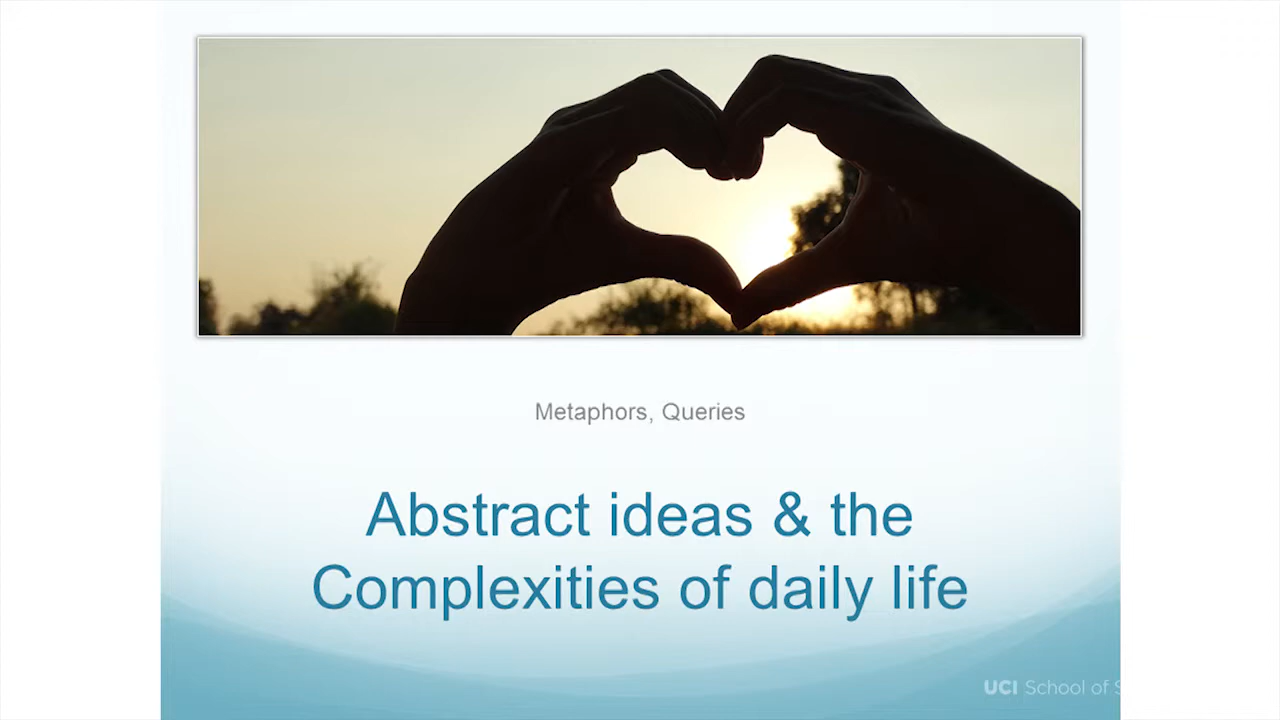 Metaphors, Queries
Abstract ideas & the
Complexities of daily life
UCI School of S